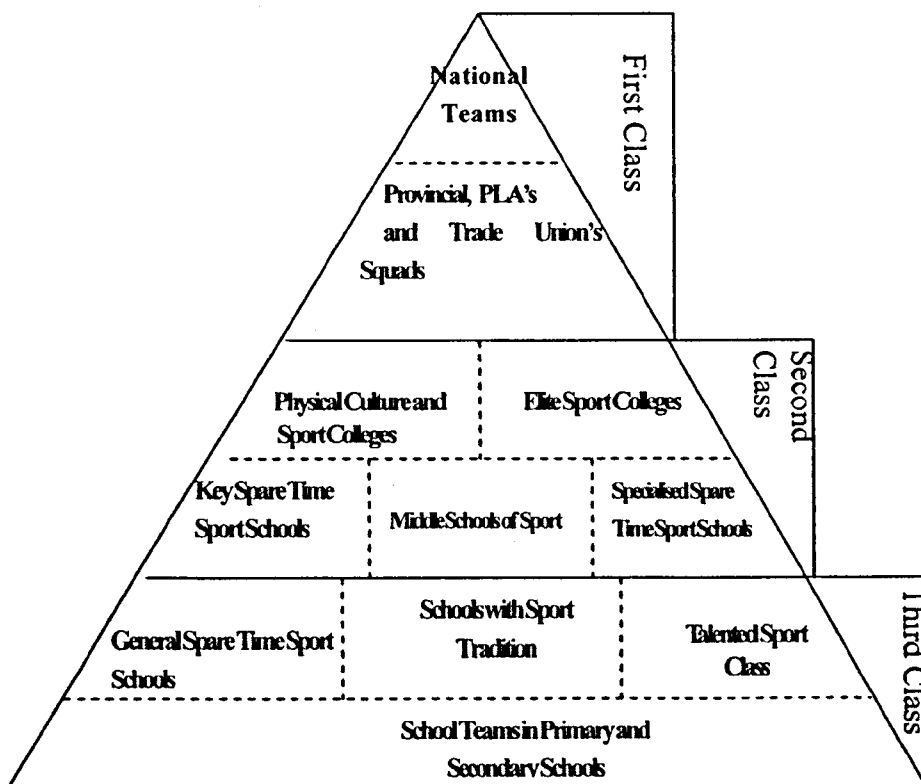 National
Teams
First Class
Provincial, PLA's
and Trade Union's
Squads
Second
Class
Physical Culture and
Sport Colleges
Elite Sport Colleges
Key Spare Time
Sport Schools
Middle Schools of Sport
Specialised Spare
Time Sport Schools
Third Class
General Spare Time Sport
Schools
Schools with Sport
Tradition
Talented Sport
Class
School Teams in Primary and
Secondary Schools